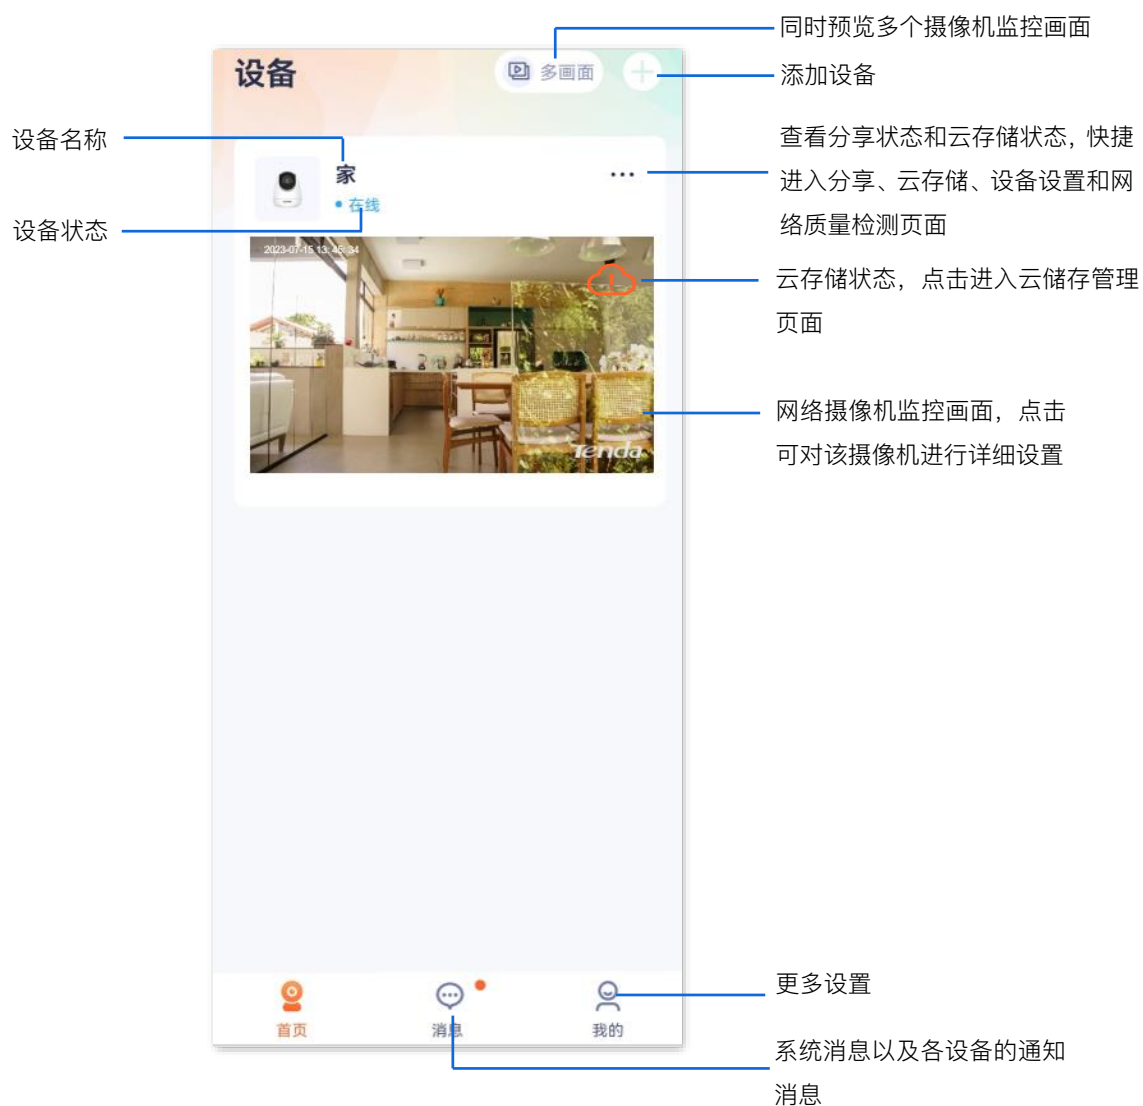 同时预览多个摄像机监控画面
设备
多画面
添加设备
设备名称
家
查看分享状态和云存储状态，快捷
进入分享、云存储、设备设置和网
络质量检测页面
设备状态
在线
2023-07-15 13:45:34
云存储状态，点击进入云储存管理
页面
网络摄像机监控画面，点击
可对该摄像机进行详细设置
Tenda
更多设置
首页
消息
我的
系统消息以及各设备的通知
消息